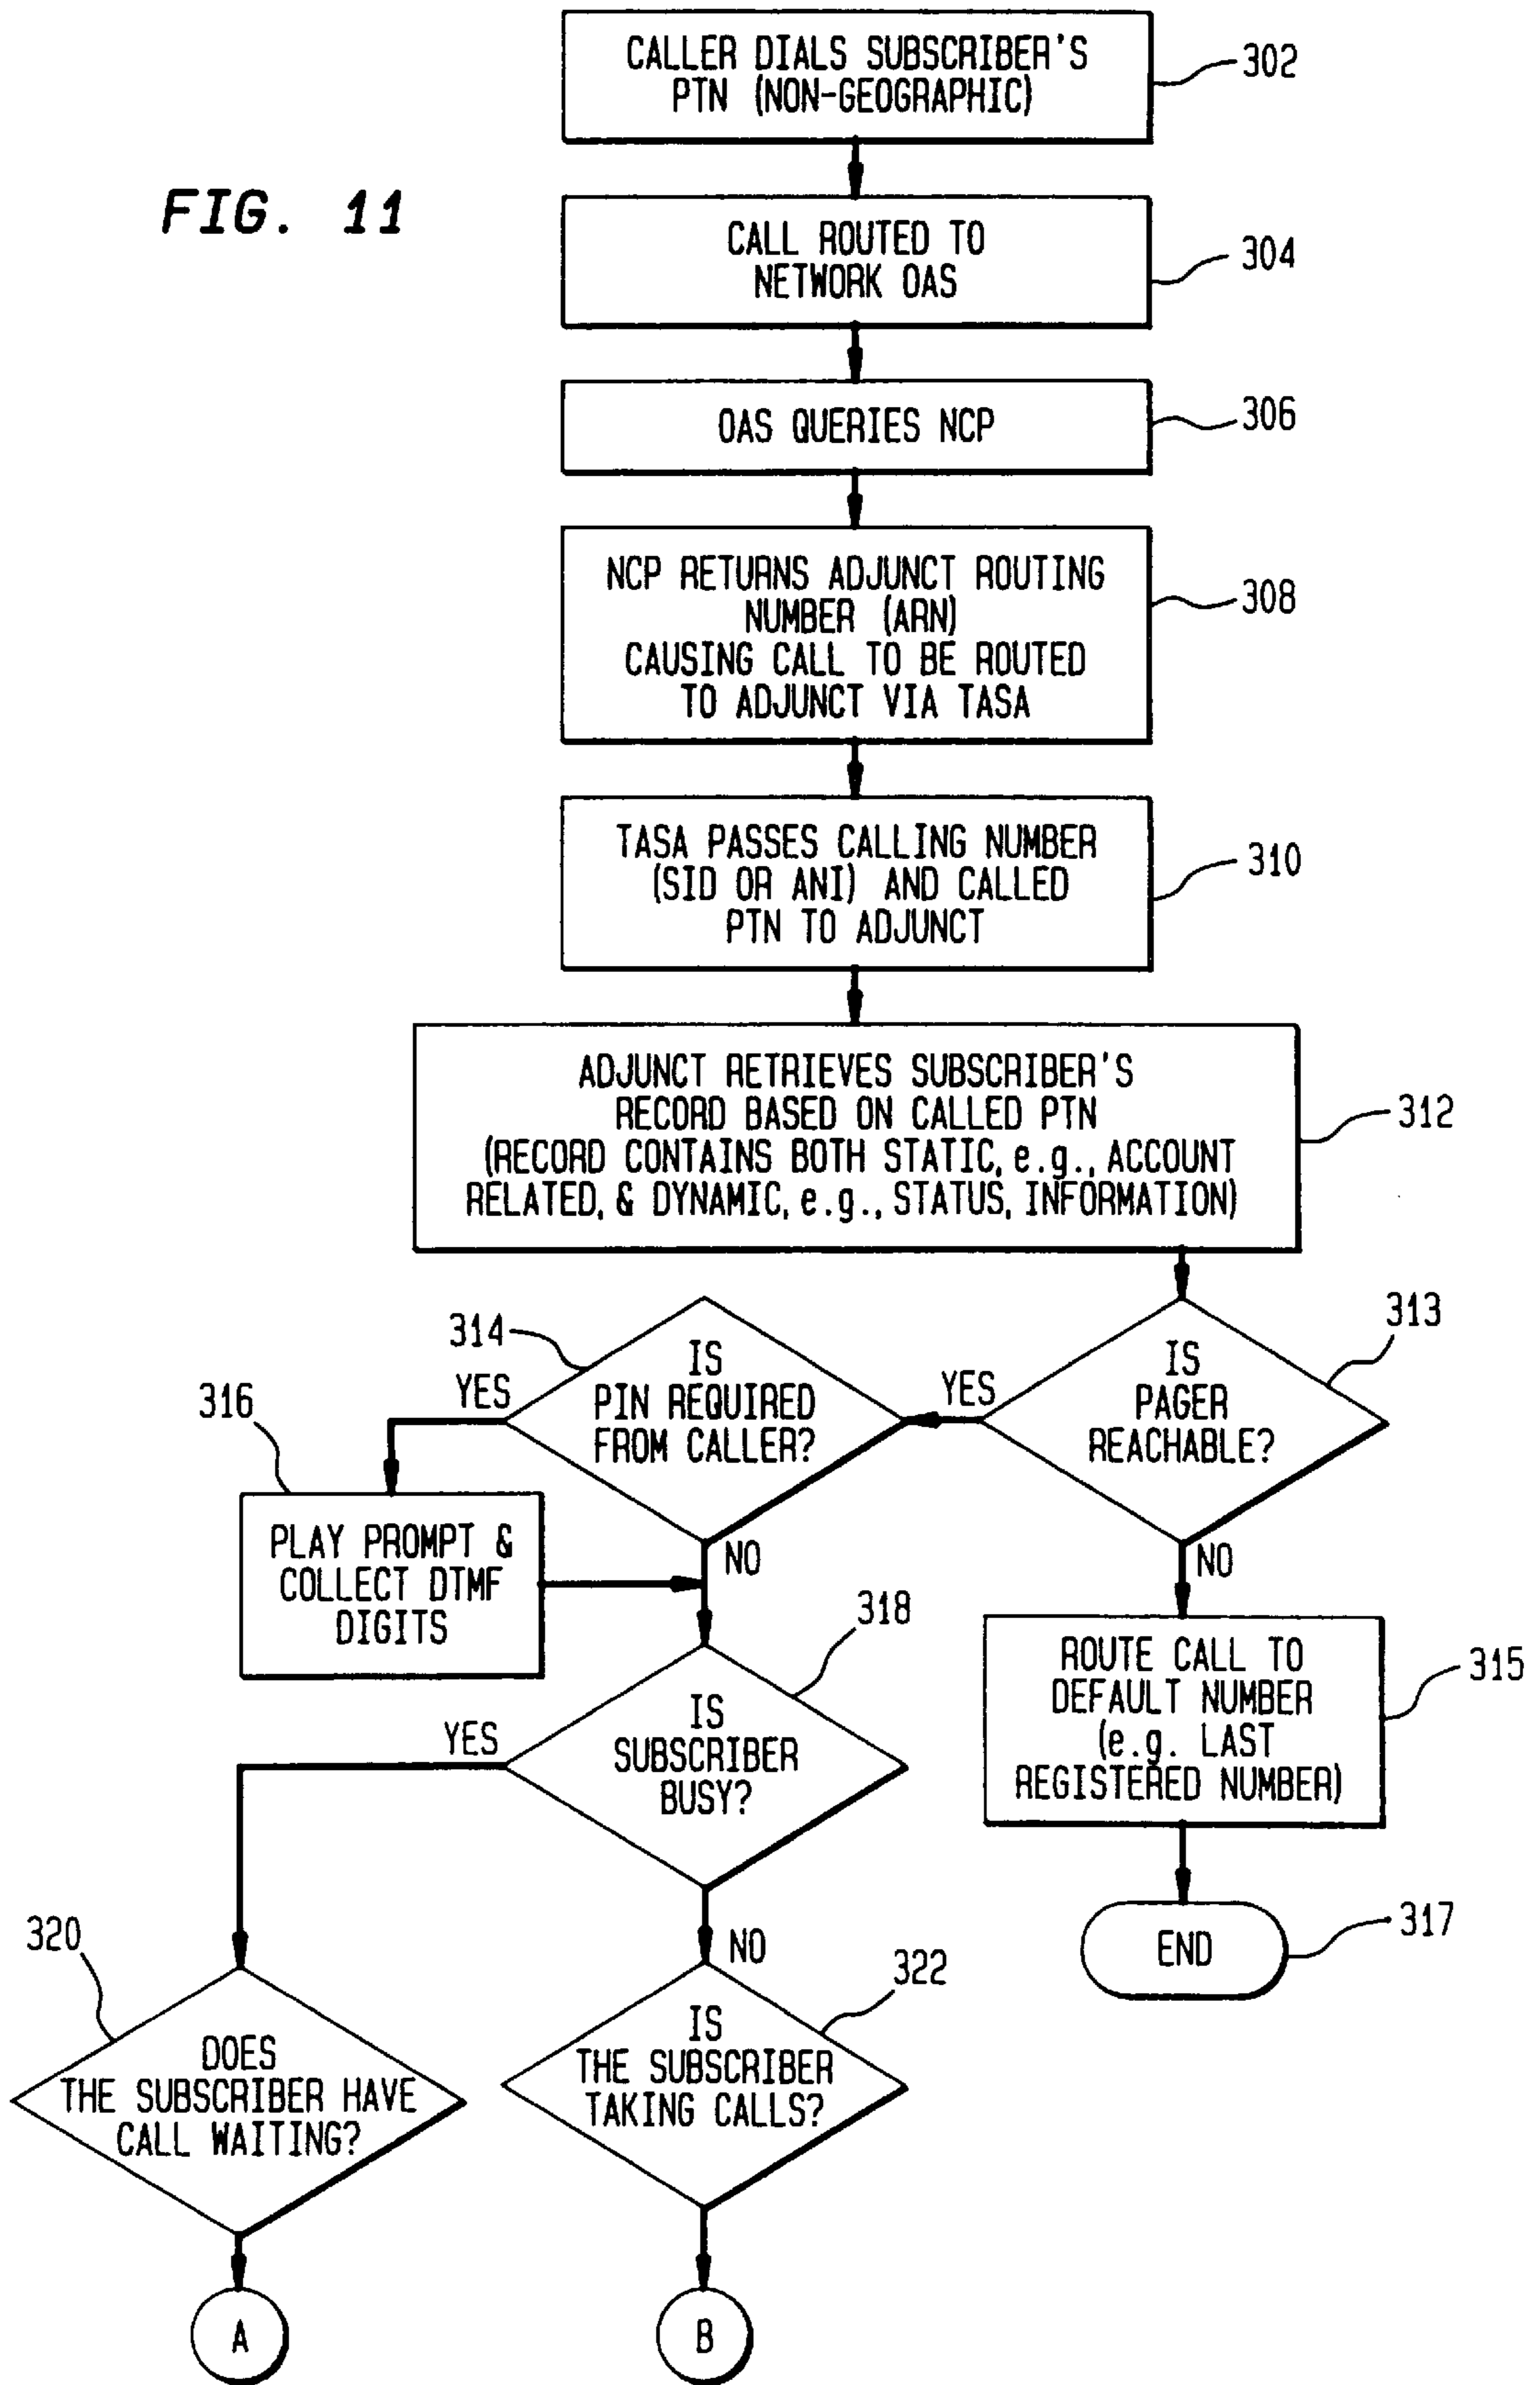 CALLER DIALS SUBSCRIBER'S
PTN (NON-GEOGRAPHIC)
302
FIG. 11
CALL ROUTED TO
NETWORK OAS
304
OAS QUERIES NCP
306
NCP RETURNS ADJUNCT ROUTING
NUMBER (ARN)
CAUSING CALL TO BE ROUTED
TO ADJUNCT VIA TASA
308
TASA PASSES CALLING NUMBER
(SID OR ANI) AND CALLED
PTN TO ADJUNCT
310
ADJUNCT RETRIEVES SUBSCRIBER'S
RECORD BASED ON CALLED PTN
(RECORD CONTAINS BOTH STATIC, e.g., ACCOUNT
RELATED, & DYNAMIC, e.g., STATUS, INFORMATION)
312
313
IS
PAGER
REACHABLE?
YES
NO
314
IS
PIN REQUIRED
FROM CALLER?
YES
NO
316
PLAY PROMPT &
COLLECT DTMF
DIGITS
318
IS
SUBSCRIBER
BUSY?
YES
NO
ROUTE CALL TO
DEFAULT NUMBER
(e.g. LAST
REGISTERED NUMBER)
315
END
317
320
DOES
THE SUBSCRIBER HAVE
CALL WAITING?
322
IS
THE SUBSCRIBER
TAKING CALLS?
A
B